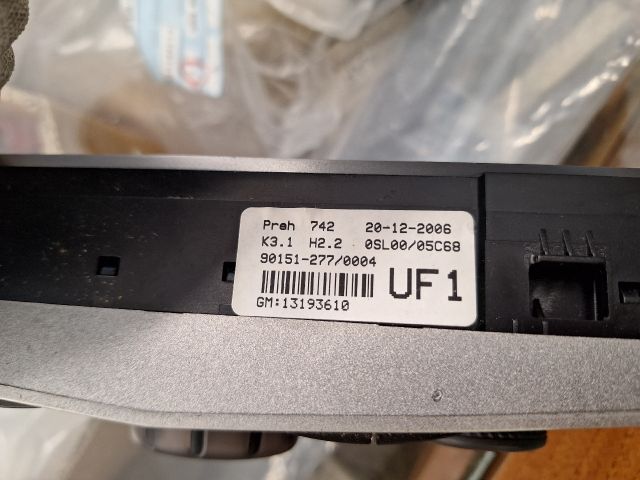 Preh 742 20-12-2006
K3.1 H2.2 0SL00/05C68
90151-277/0004
UF1
GM:13193610